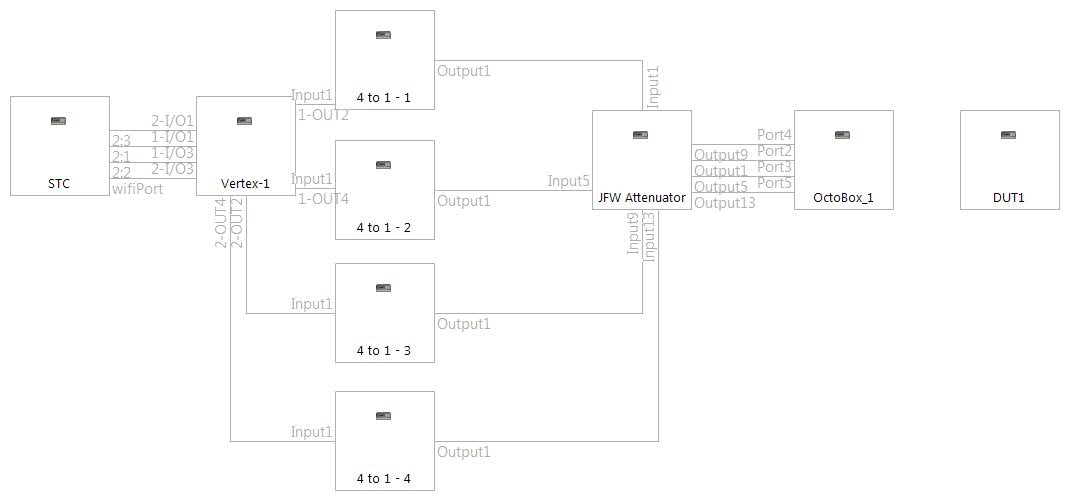 4 to 1 - 1
Input1
1-OUT2
Output1
Input1
STC
2:3
2:1
2:2
wifiPort
2-I/O1
1-I/O1
1-I/O3
2-I/O3
Vertex-1
2-OUT4
2-OUT2
Input1
1-OUT4
4 to 1 - 2
Output1
Input5
JFW Attenuator
Output9
Output1
Output5
Output13
Port4
Port2
Port3
Port5
OctoBox_1
DUT1
Input9
Input13
Input1
4 to 1 - 3
Output1
Input1
4 to 1 - 4
Output1